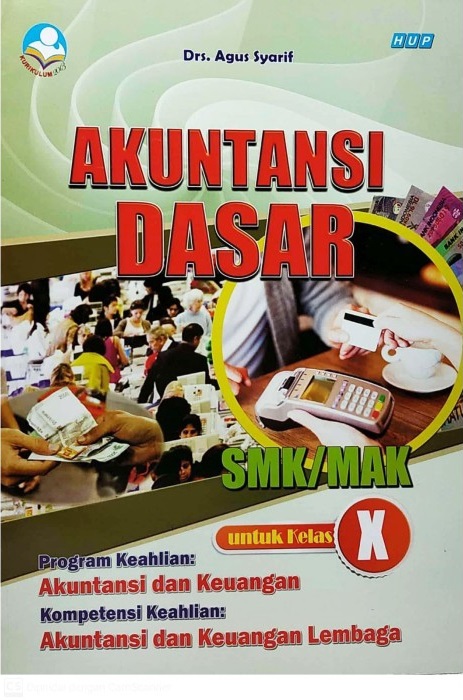 KURIKULUM 2013
Drs. Agus Syarif
HUP
AKUNTANSI
DASAR
SMK/MAK
untuk Kelas
X
Program Keahlian:
Akuntansi dan Keuangan
Kompetensi Keahlian:
Akuntansi dan Keuangan Lembaga